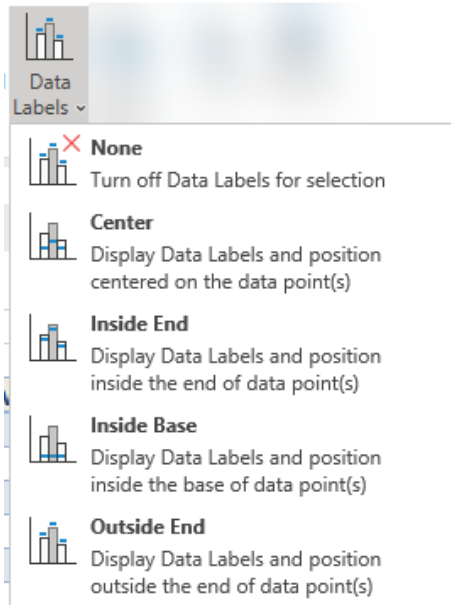 Data
Labels
None
Turn off Data Labels for selection
Center
Display Data Labels and position
centered on the data point(s)
Inside End
Display Data Labels and position
inside the end of data point(s)
Inside Base
Display Data Labels and position
inside the base of data point(s)
Outside End
Display Data Labels and position
outside the end of data point(s)